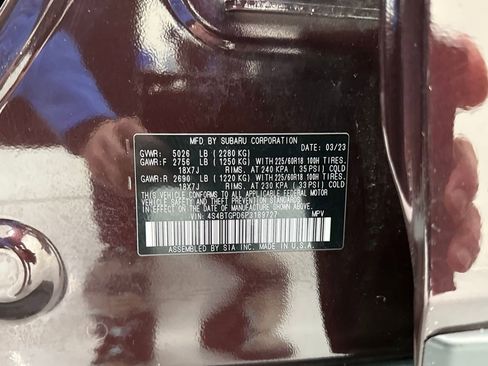 MFD BY SUBARU CORPORATION DATE: 03/23
GVWR: 5026 LB (2280 KG)
GAWR:F 2756 LB (1250 KG) WITH 225/60R18 100H TIRES.
18X7J RIMS. AT 240 KPA (35 PSI) COLD
GAWR:R 2690 LB (1220 KG) WITH 225/60R18 100H TIRES.
18X7J RIMS. AT 230 KPA (33 PSI) COLD
THIS VEHICLE CONFORMS TO ALL APPLICABLE FEDERAL MOTOR
VEHICLE SAFETY AND THEFT PREVENTION STANDARDS
IN EFFECT ON THE DATE OF MANUFACTURE SHOWN ABOVE.
VIN: 4S4BTGPD6P3189727 MPV
ASSEMBLED BY SIA INC. MADE IN U.S.A.